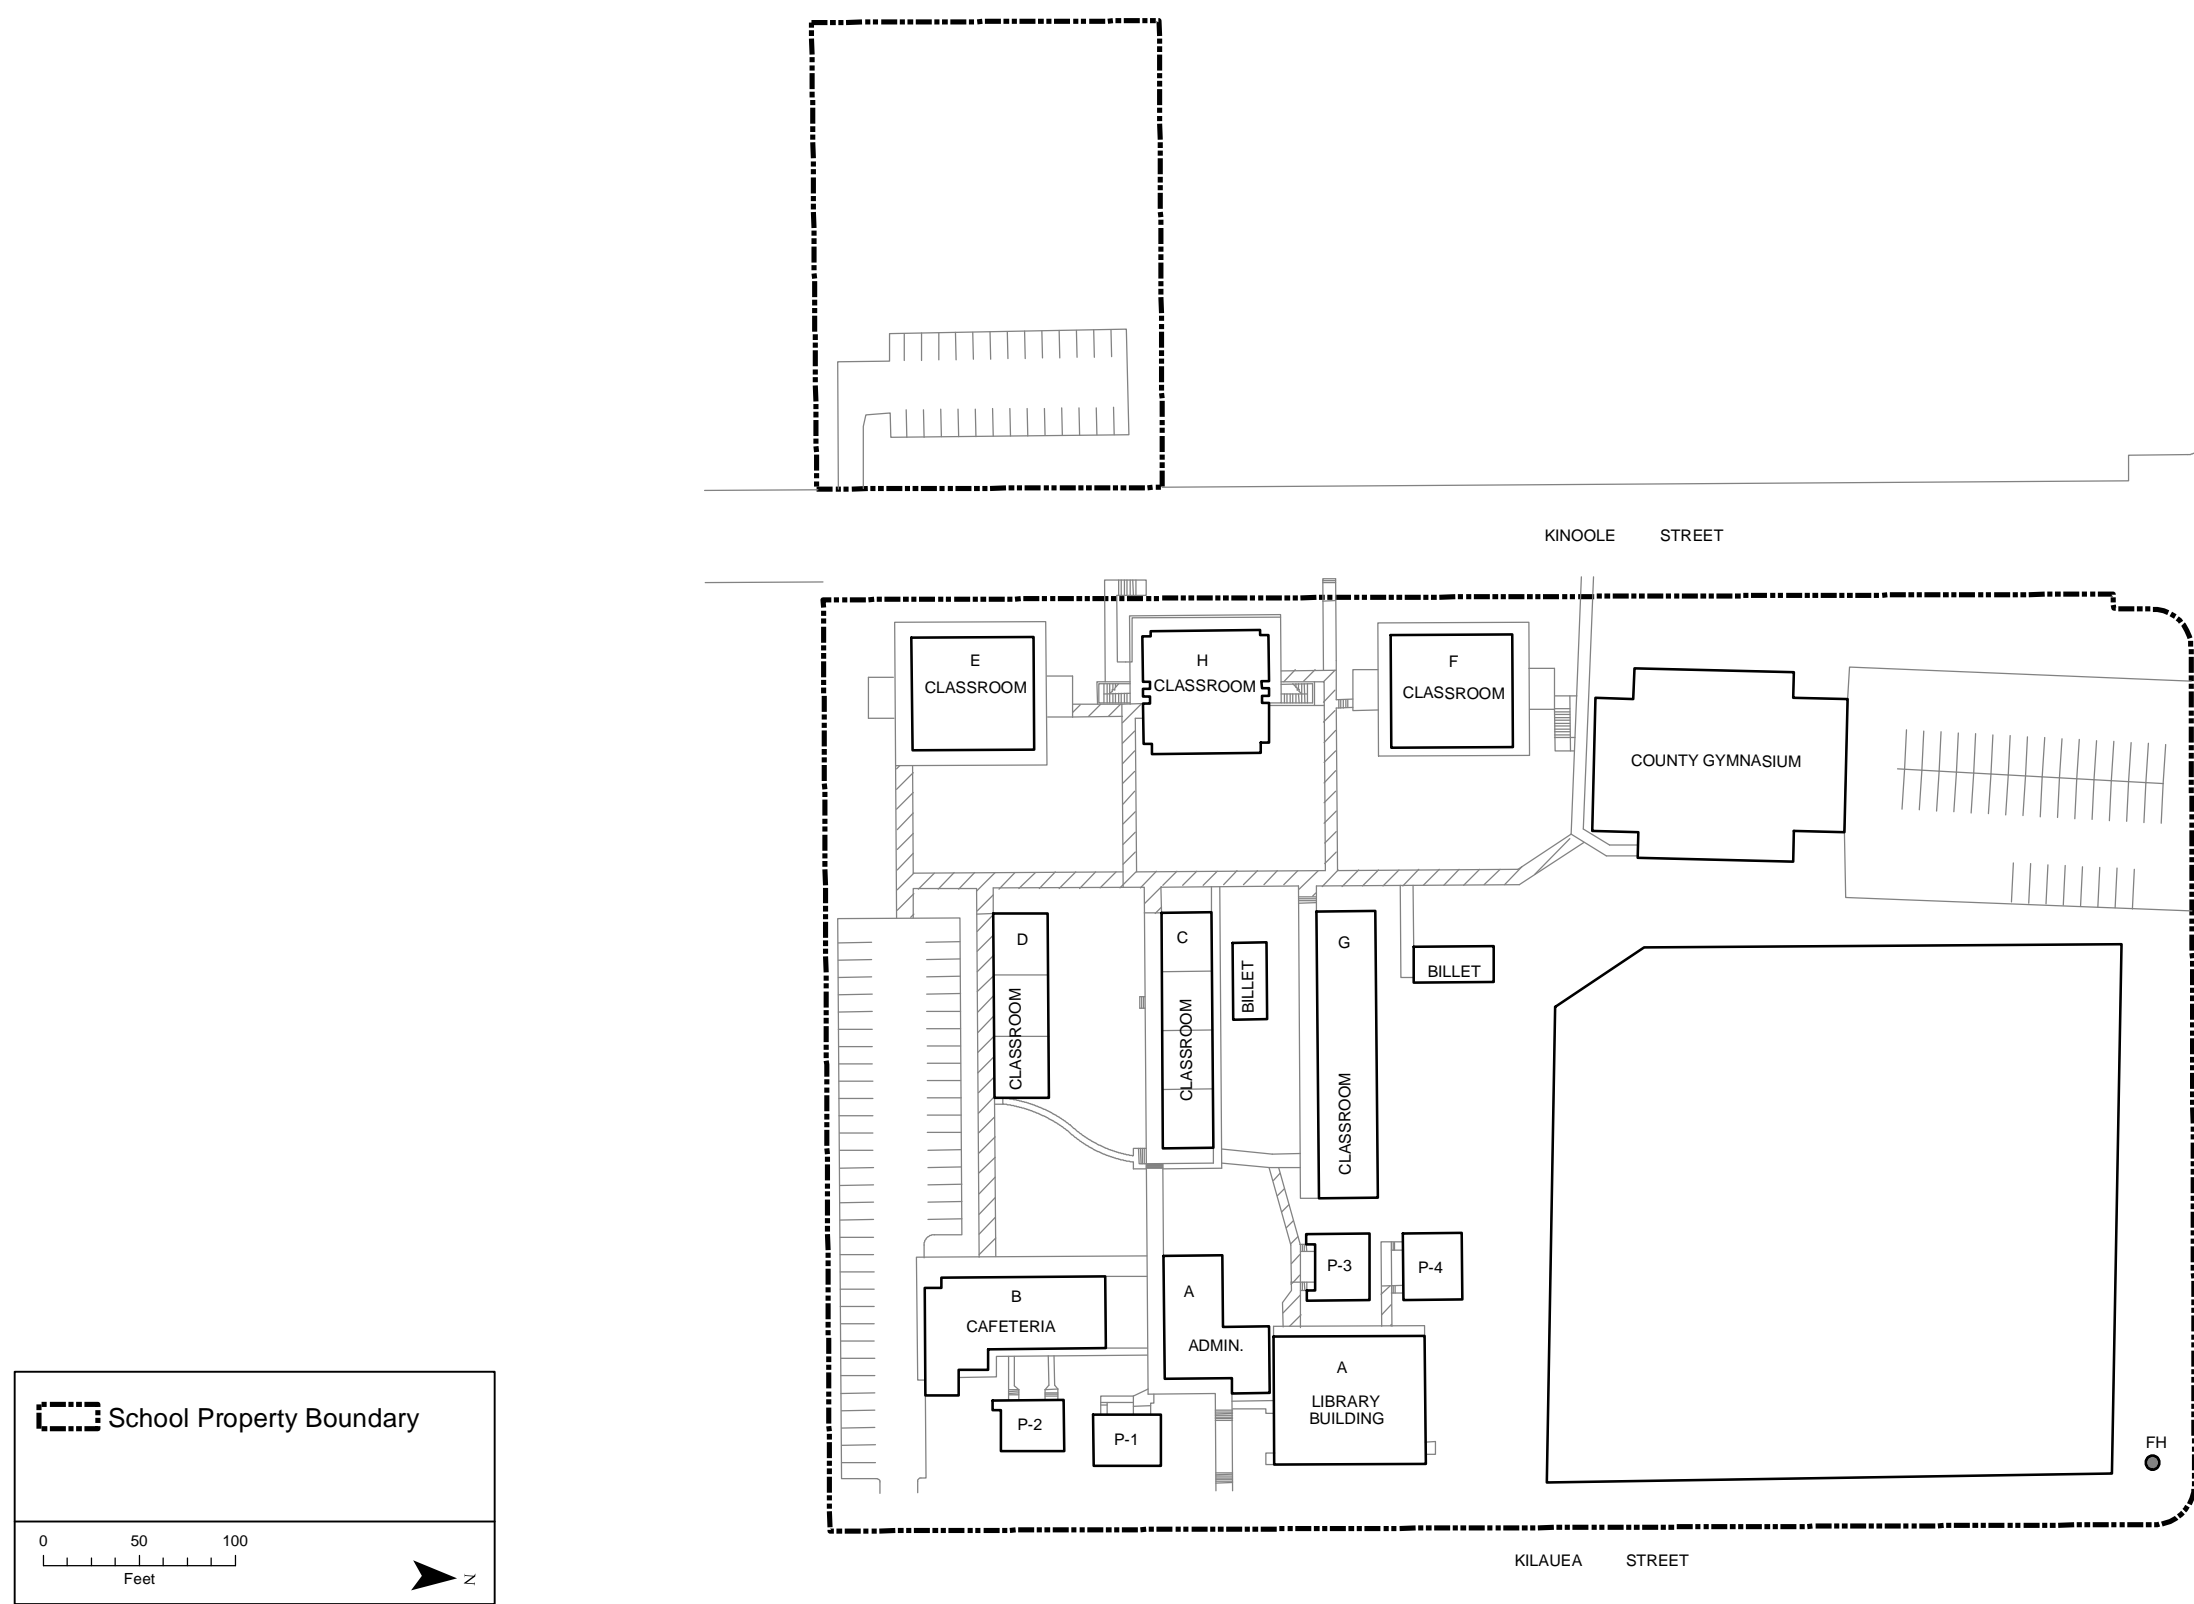 KINOOLE STREET
E
CLASSROOM
H
CLASSROOM
F
CLASSROOM
COUNTY GYMNASIUM
D
CLASSROOM
C
CLASSROOM
BILLET
G
CLASSROOM
BILLET
P-3
P-4
B
CAFETERIA
A
ADMIN.
A
LIBRARY
BUILDING
P-2
P-1
FH
School Property Boundary
0 50 100
Feet
N
KILAUEA STREET